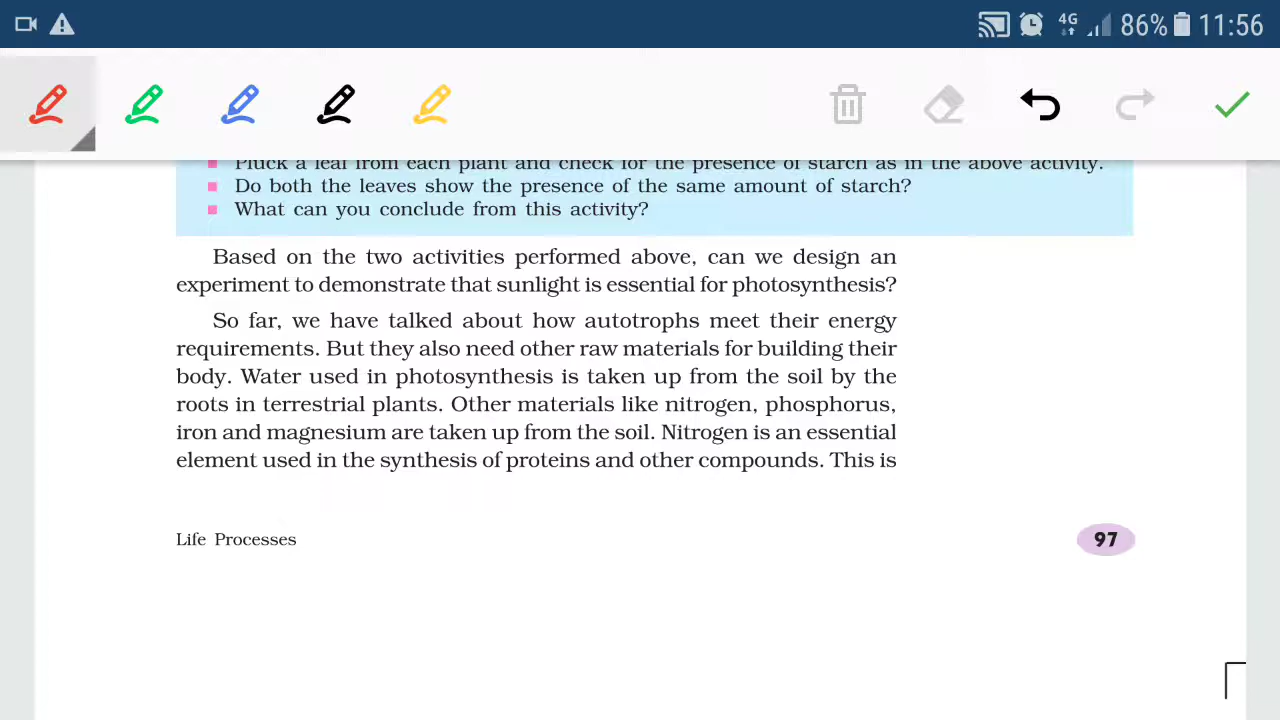 4G 86% 11:56
Pluck a leaf from each plant and check for the presence of starch as in the above activity.
Do both the leaves show the presence of the same amount of starch?
What can you conclude from this activity?
Based on the two activities performed above, can we design an
experiment to demonstrate that sunlight is essential for photosynthesis?
So far, we have talked about how autotrophs meet their energy
requirements. But they also need other raw materials for building their
body. Water used in photosynthesis is taken up from the soil by the
roots in terrestrial plants. Other materials like nitrogen, phosphorus,
iron and magnesium are taken up from the soil. Nitrogen is an essential
element used in the synthesis of proteins and other compounds. This is
Life Processes
97